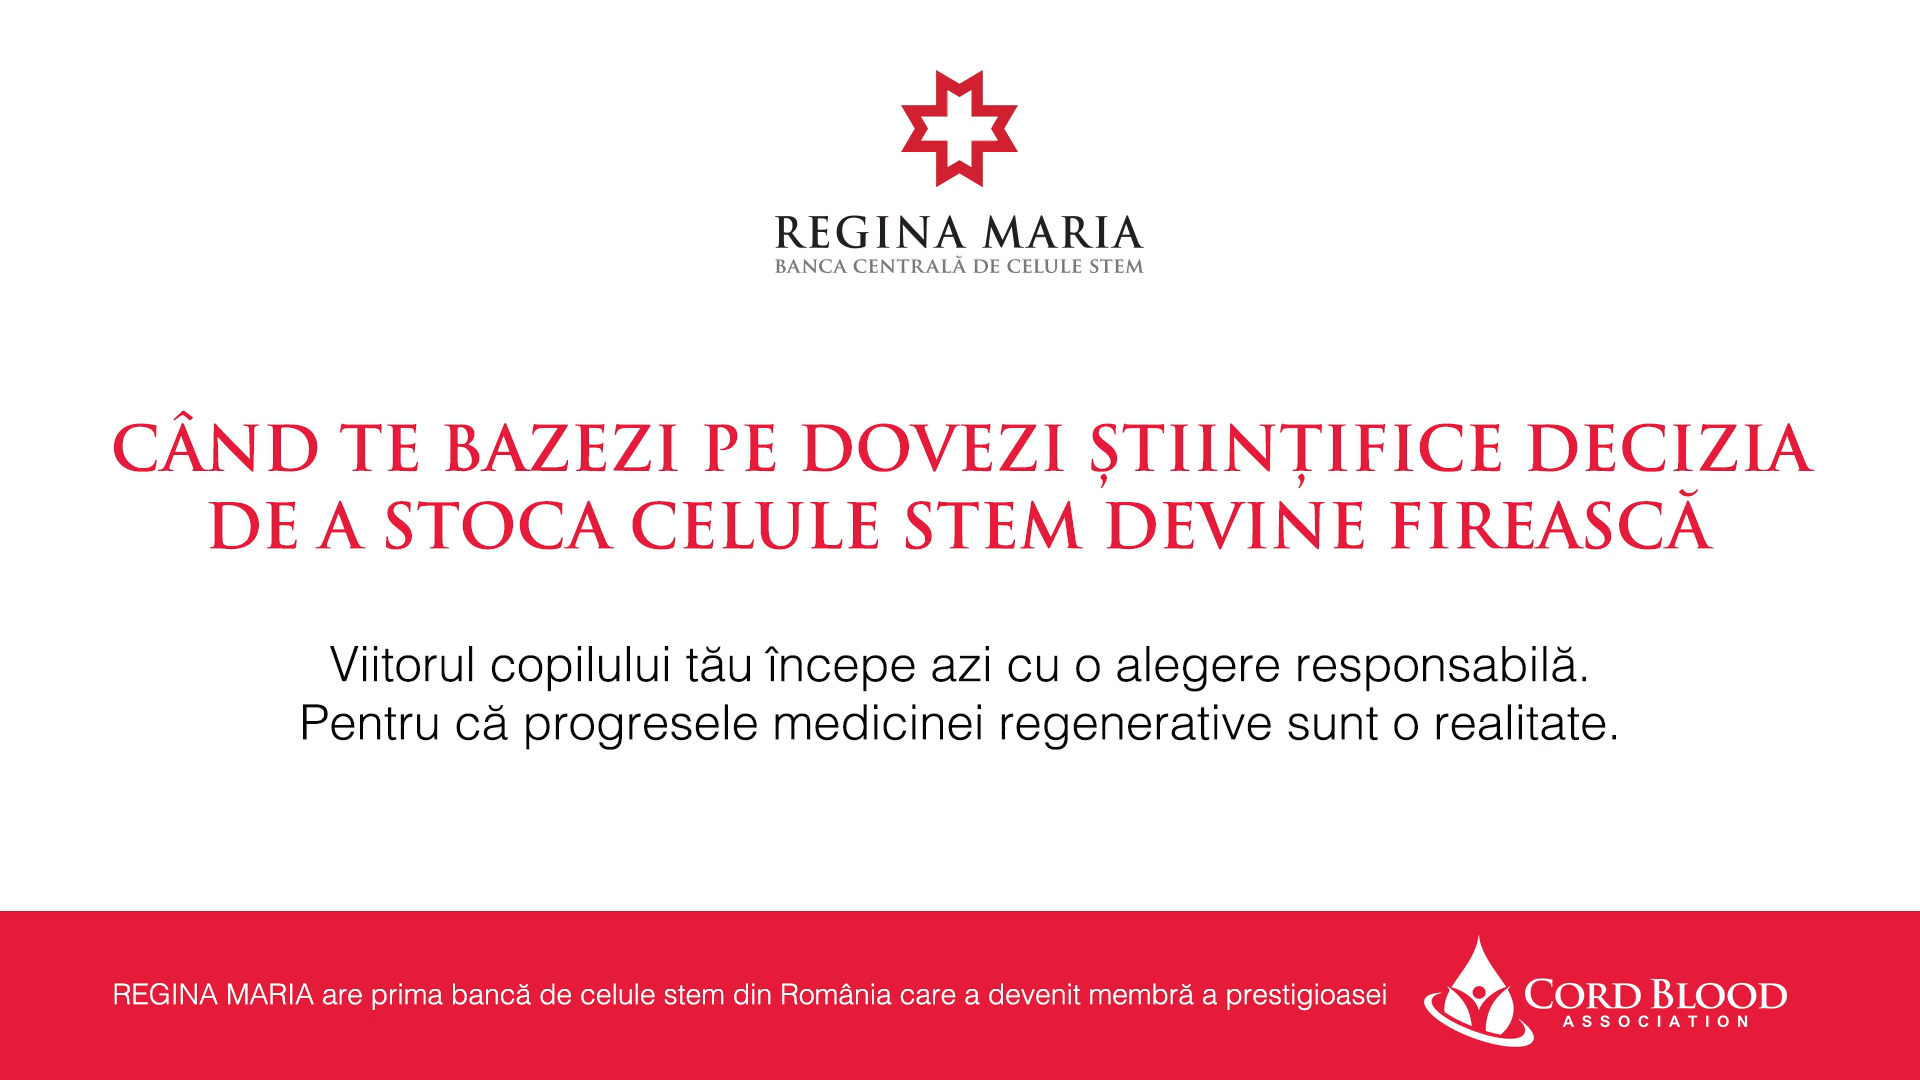 REGINA MARIA
BANCA CENTRALĂ DE CELULE STEM
CÂND TE BAZEZI PE DOVEZI ȘTIINȚIFICE DECIZIA
DE A STOCA CELULE STEM DEVINE FIREASCĂ
Viitorul copilului tău începe azi cu o alegere responsabilă.
Pentru că progresele medicinei regenerative sunt o realitate.
REGINA MARIA are prima bancă de celule stem din România care a devenit membră a prestigioasei
CORD BLOOD
ASSOCIATION